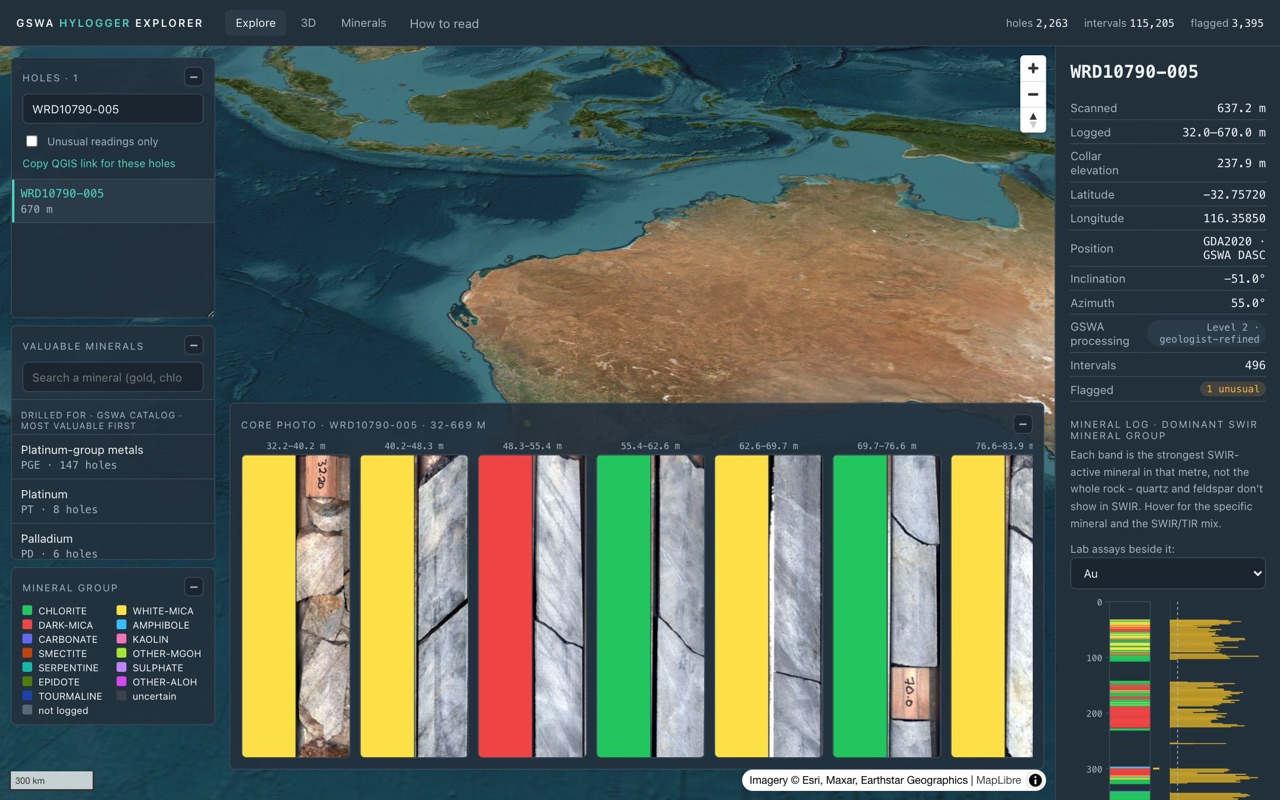 GSWA HYLOGGER EXPLORER
Explore
3D
Minerals
How to read
holes 2,263
intervals 115,205
flagged 3,395
HOLES · 1
WRD10790-005
Unusual readings only
Copy QGIS link for these holes
WRD10790-005
670 m
VALUABLE MINERALS
Search a mineral (gold, chlo
DRILLED FOR · GSWA CATALOG ·
MOST VALUABLE FIRST
Platinum-group metals
PGE · 147 holes
Platinum
PT · 8 holes
Palladium
PD · 6 holes
MINERAL GROUP
CHLORITE
WHITE-MICA
DARK-MICA
AMPHIBOLE
CARBONATE
KAOLIN
SMECTITE
OTHER-MGOH
SERPENTINE
SULPHATE
EPIDOTE
OTHER-ALOH
TOURMALINE
uncertain
not logged
300 km
CORE PHOTO · WRD10790-005 · 32-669 M
32.2-40.2 m
40.2-48.3 m
48.3-55.4 m
55.4-62.6 m
62.6-69.7 m
69.7-76.6 m
76.6-83.9 m
32.20
70.0
Imagery © Esri, Maxar, Earthstar Geographics | MapLibre
WRD10790-005
Scanned 637.2 m
Logged 32.0-670.0 m
Collar
elevation 237.9 m
Latitude -32.75720
Longitude 116.35850
Position GDA2020 ·
GSWA DASC
Inclination -51.0°
Azimuth 55.0°
GSWA
processing
Level 2 ·
geologist-refined
Intervals 496
Flagged 1 unusual
MINERAL LOG · DOMINANT SWIR
MINERAL GROUP
Each band is the strongest SWIR-
active mineral in that metre, not the
whole rock - quartz and feldspar don't
show in SWIR. Hover for the specific
mineral and the SWIR/TIR mix.
Lab assays beside it:
Au
0
100
200
300